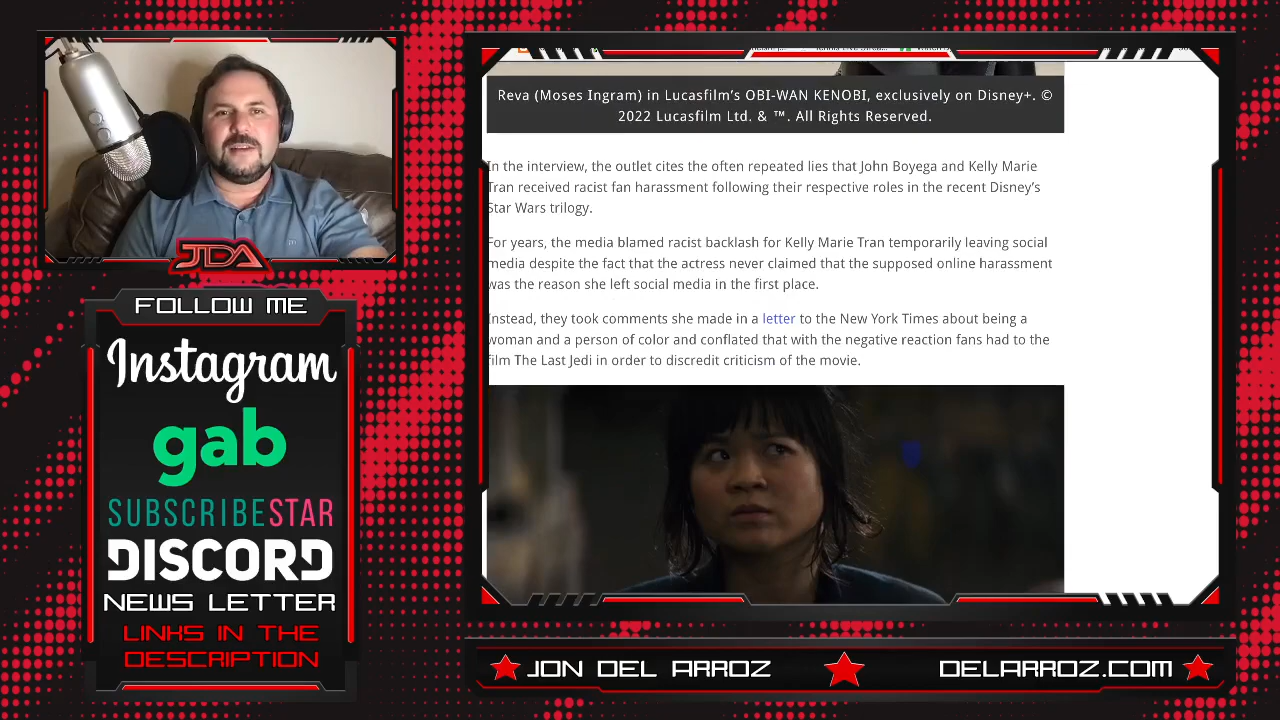 JDA
FOLLOW ME
Instagram
gab
SUBSCRIBESTAR
DISCORD
NEWS LETTER
LINKS IN THE
DESCRIPTION
Reva (Moses Ingram) in Lucasfilm's OBI-WAN KENOBI, exclusively on Disney+. ©
2022 Lucasfilm Ltd. & ™. All Rights Reserved.
In the interview, the outlet cites the often repeated lies that John Boyega and Kelly Marie
Tran received racist fan harassment following their respective roles in the recent Disney's
Star Wars trilogy.
For years, the media blamed racist backlash for Kelly Marie Tran temporarily leaving social
media despite the fact that the actress never claimed that the supposed online harassment
was the reason she left social media in the first place.
Instead, they took comments she made in a letter to the New York Times about being a
woman and a person of color and conflated that with the negative reaction fans had to the
film The Last Jedi in order to discredit criticism of the movie.
JON DEL ARROZ
DELARROZ.COM